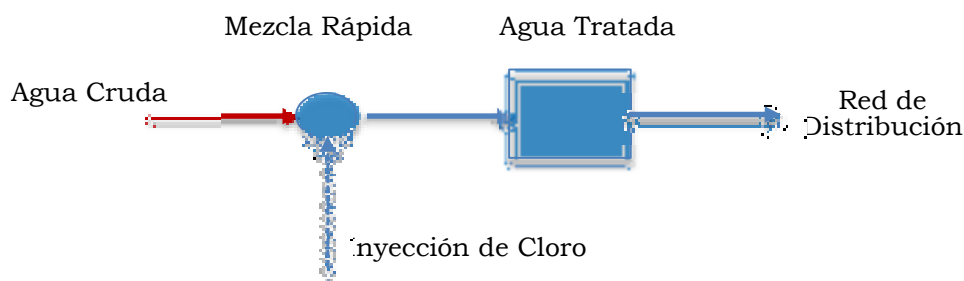 Mezcla Rápida
Agua Tratada
Agua Cruda
Red de
Distribución
Inyección de Cloro